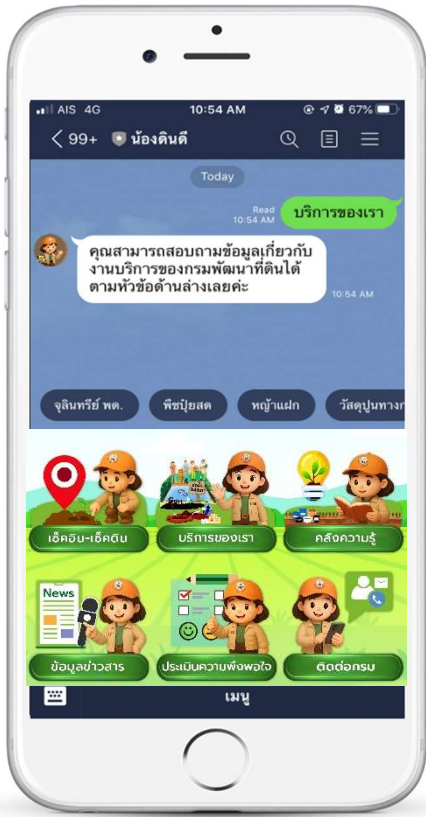 AIS 4G
10:54 AM
67%
99+
น้องดินดี
Today
Read
10:54 AM
บริการของเรา
คุณสามารถสอบถามข้อมูลเกี่ยวกับ
งานบริการของกรมพัฒนาที่ดินได้
ตามหัวข้อด้านล่างเลยค่ะ
10:54 AM
จุลินทรีย์ พด.
พืชปุ๋ยสด
หญ้าแฝก
วัสดุปูนทางก
เช็คอิน-เช็คดิน
บริการของเรา
คลังความรู้
News
ข้อมูลข่าวสาร
ประเมินความพึงพอใจ
ติดต่อกรม
เมนู